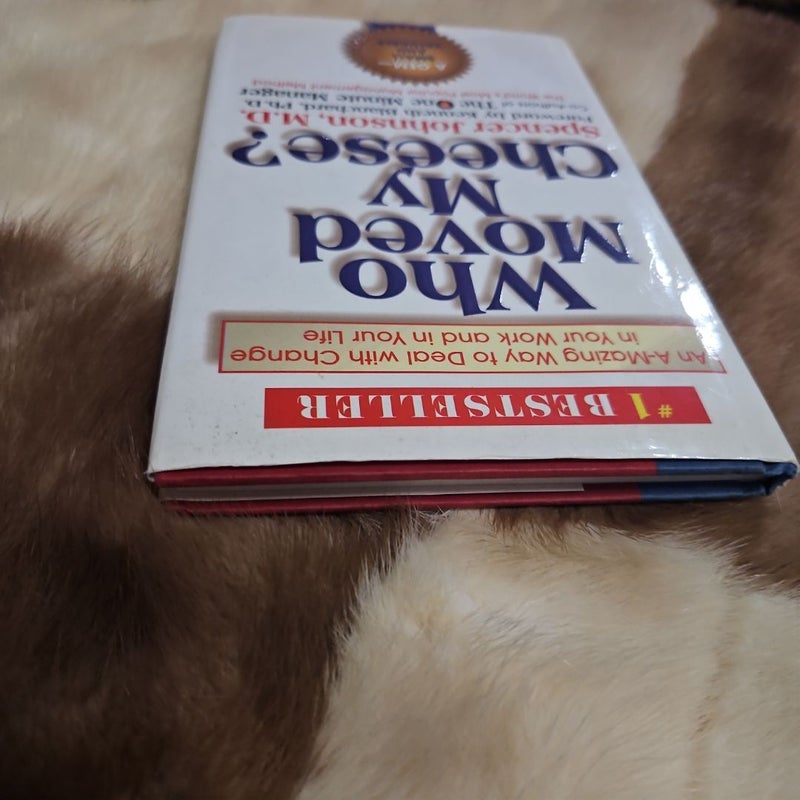 #1 BESTSELLER
An A-Mazing Way to Deal with Change
in Your Work and in Your Life
Who
Moved
My
Cheese?
Spencer Johnson, M.D.
Foreword by Kenneth Blanchard, Ph.D.
Co-Authors of The One Minute Manager
The World's Most Popular Management Method